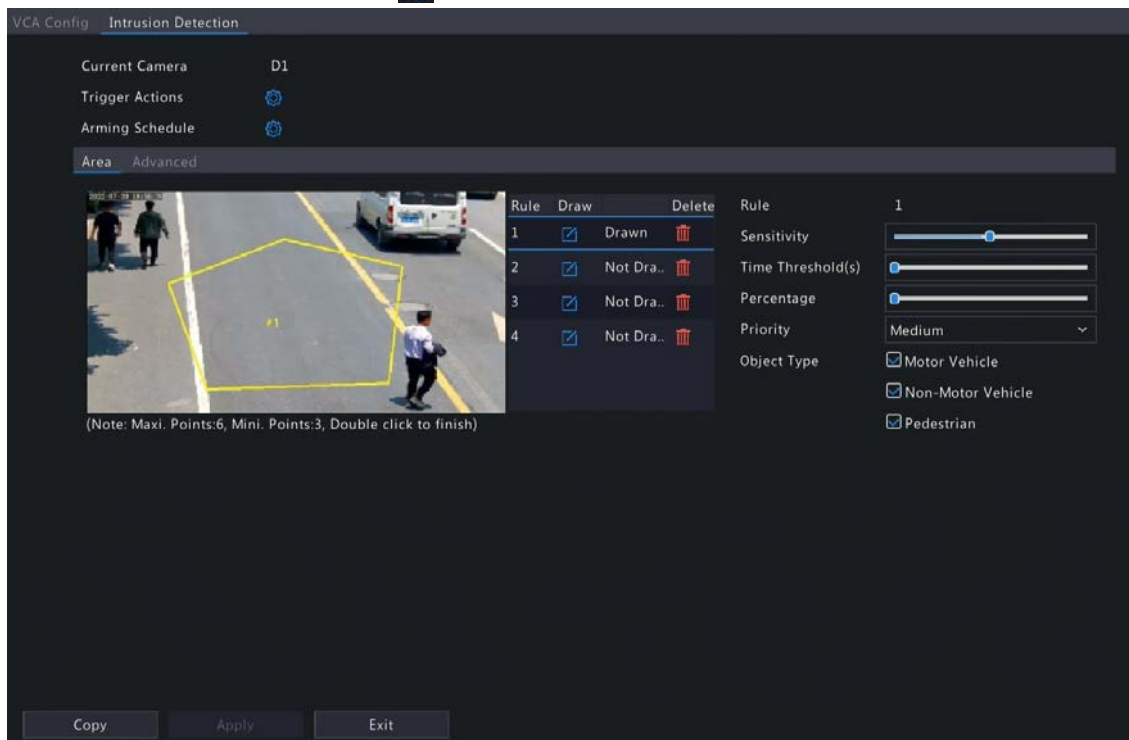 VCA Config Intrusion Detection
Current Camera D1
Trigger Actions
Arming Schedule
Area Advanced
Rule Draw Delete
1 Drawn
2 Not Dra..
3 Not Dra..
4 Not Dra..
#1
(Note: Maxi. Points:6, Mini. Points:3, Double click to finish)
Rule 1
Sensitivity
Time Threshold(s)
Percentage
Priority Medium
Object Type Motor Vehicle
Non-Motor Vehicle
Pedestrian
Copy Apply Exit